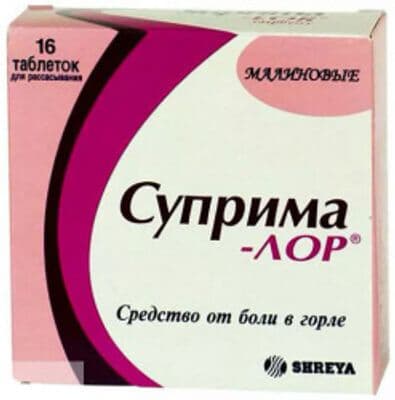 16
таблеток
для рассасывания
МАЛИНОВЫЕ
Суприма
-ЛОР®
Средство от боли в горле
SHREYA